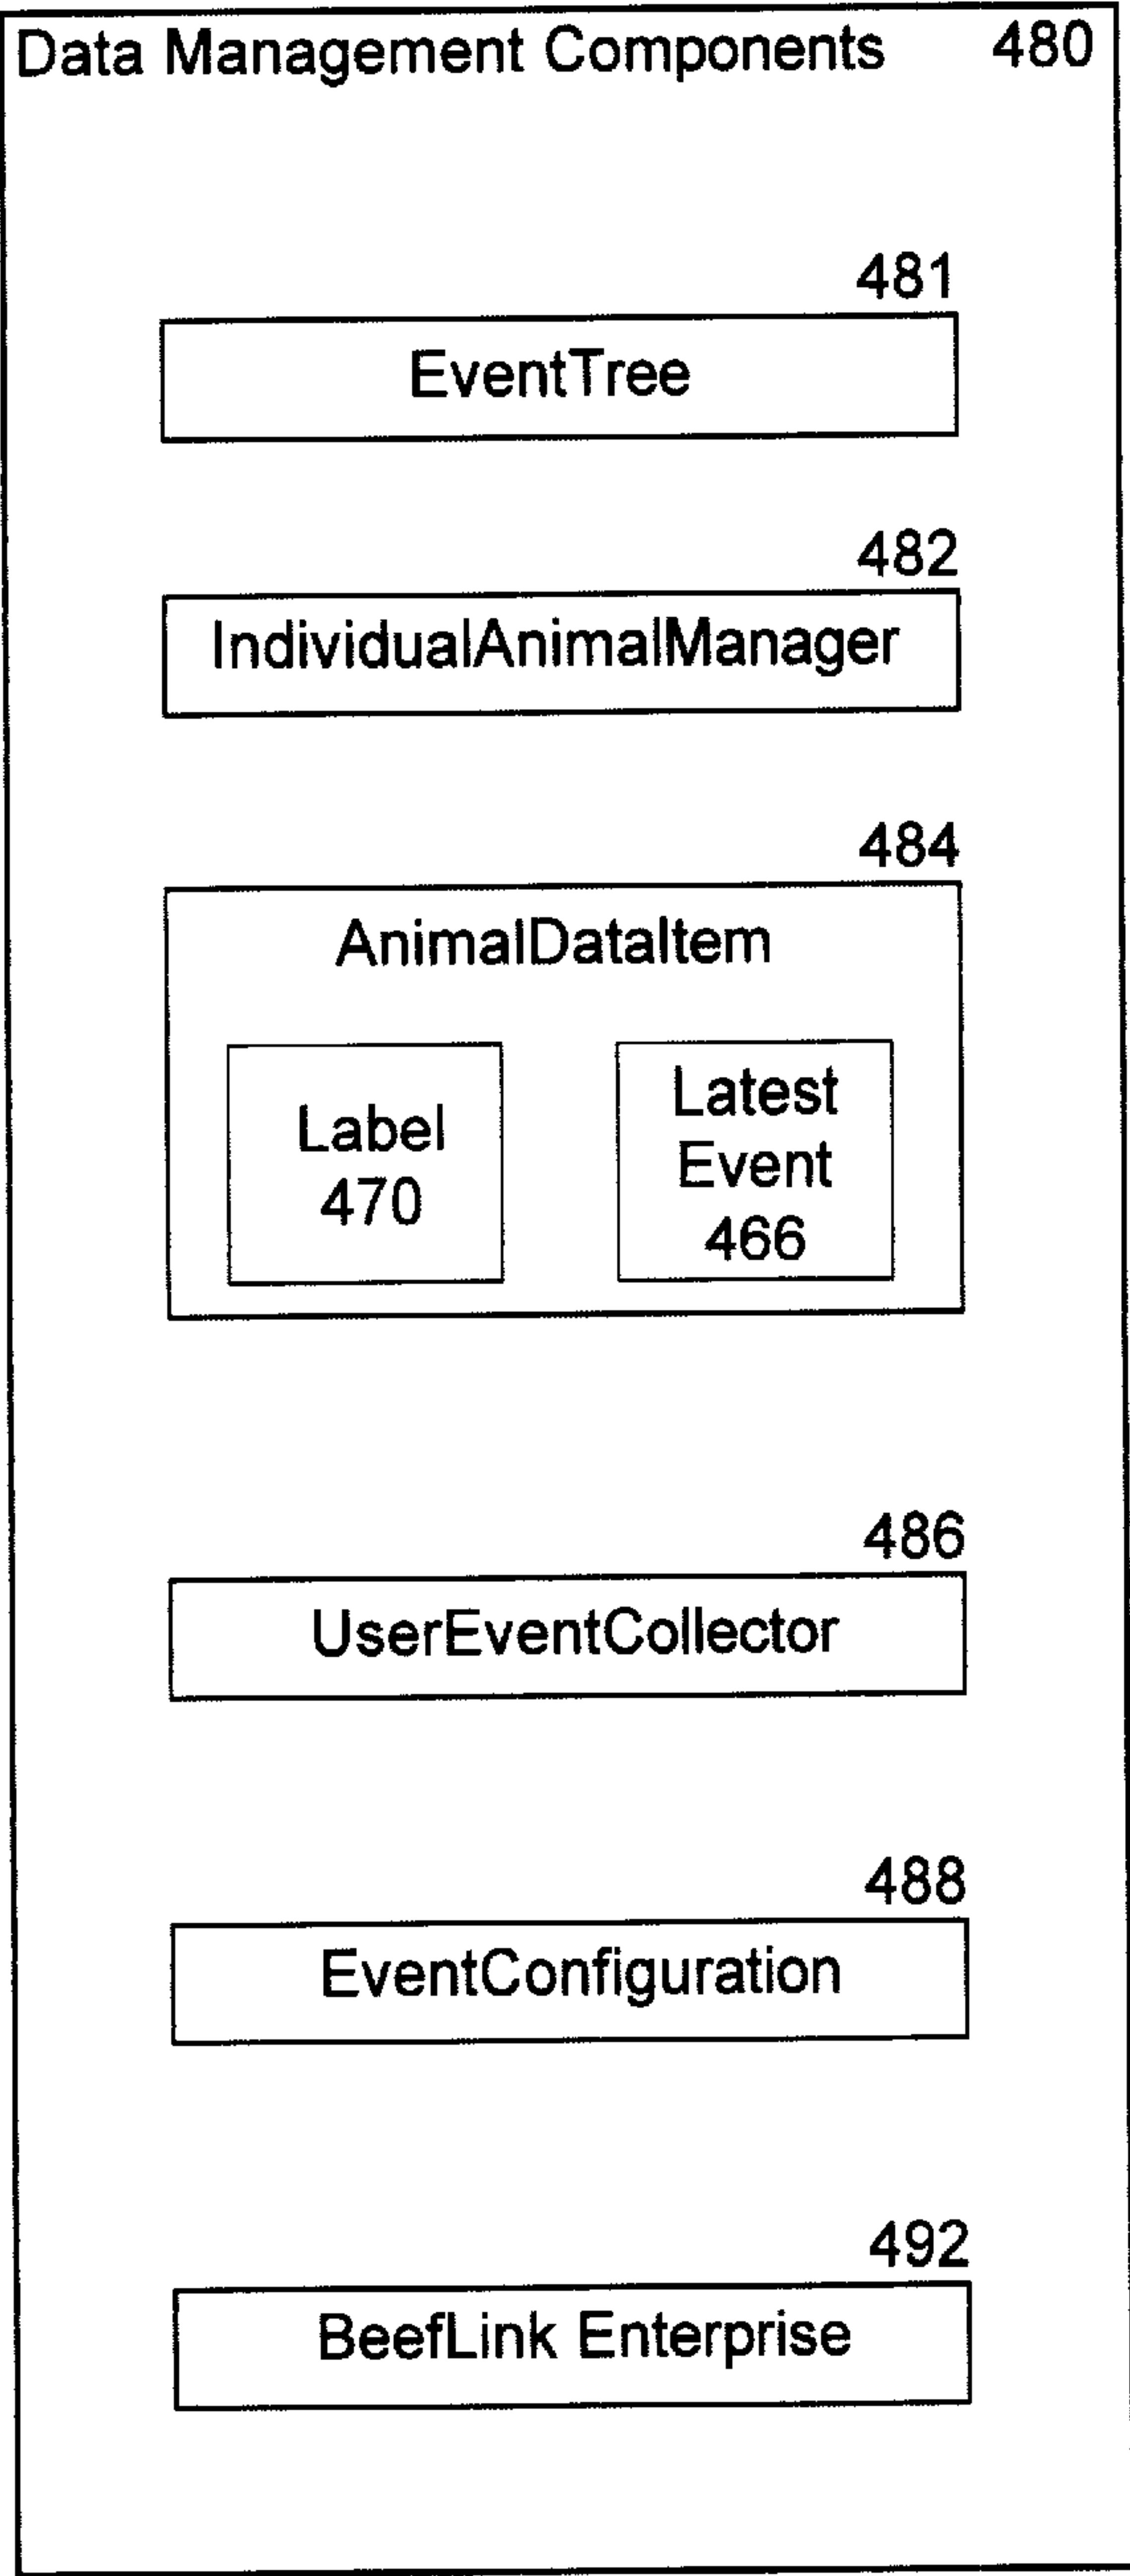 Data Management Components 480
481
EventTree
482
IndividualAnimalManager
484
AnimalDataItem
Label
470
Latest
Event
466
486
UserEventCollector
488
EventConfiguration
492
BeefLink Enterprise